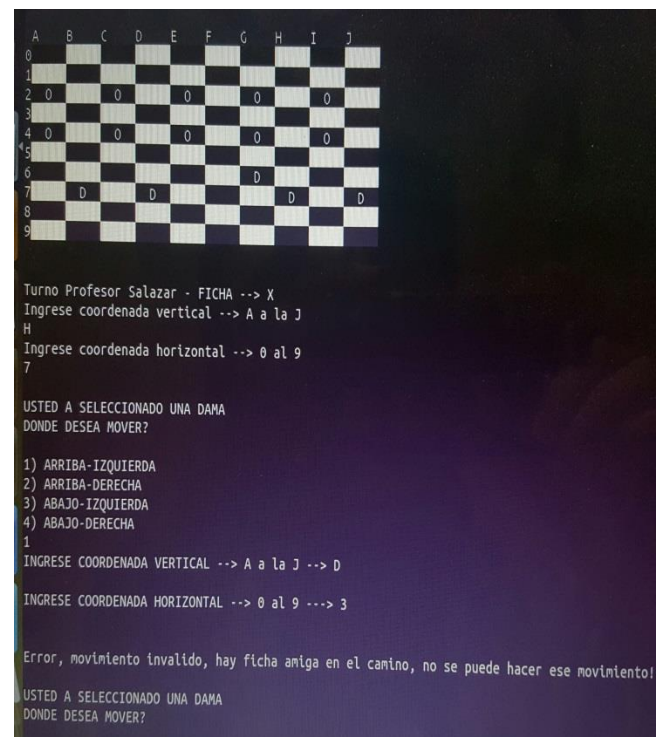 A B C D E F G H I J
0
1
2 O O O O O
3
4 O O O O O
5
6 D
7 D D D D
8
9
Turno Profesor Salazar - FICHA --> X
Ingrese coordenada vertical --> A a la J
H
Ingrese coordenada horizontal --> 0 al 9
7
USTED A SELECCIONADO UNA DAMA
DONDE DESEA MOVER?
1) ARRIBA-IZQUIERDA
2) ARRIBA-DERECHA
3) ABAJO-IZQUIERDA
4) ABAJO-DERECHA
1
INGRESE COORDENADA VERTICAL --> A a la J --> D
INGRESE COORDENADA HORIZONTAL --> 0 al 9 ---> 3
Error, movimiento invalido, hay ficha amiga en el camino, no se puede hacer ese movimiento!
USTED A SELECCIONADO UNA DAMA
DONDE DESEA MOVER?